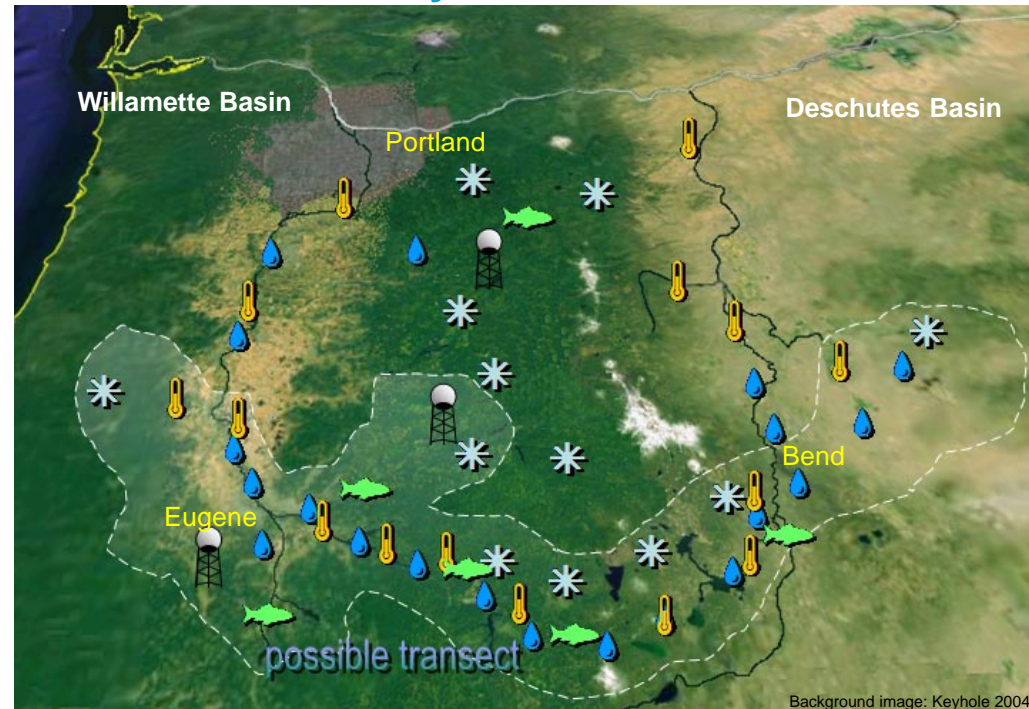 Willamette Basin
Deschutes Basin
Portland
Bend
Eugene
possible transect
Background image: Keyhole 2004